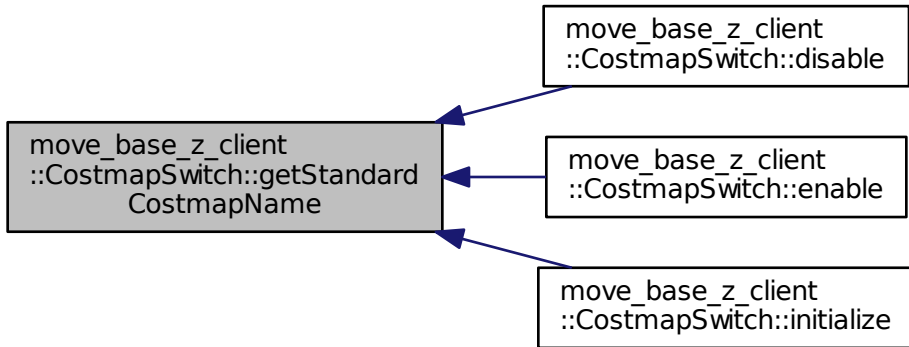 move_base_z_client
::CostmapSwitch::getStandard
CostmapName
move_base_z_client
::CostmapSwitch::disable
move_base_z_client
::CostmapSwitch::enable
move_base_z_client
::CostmapSwitch::initialize